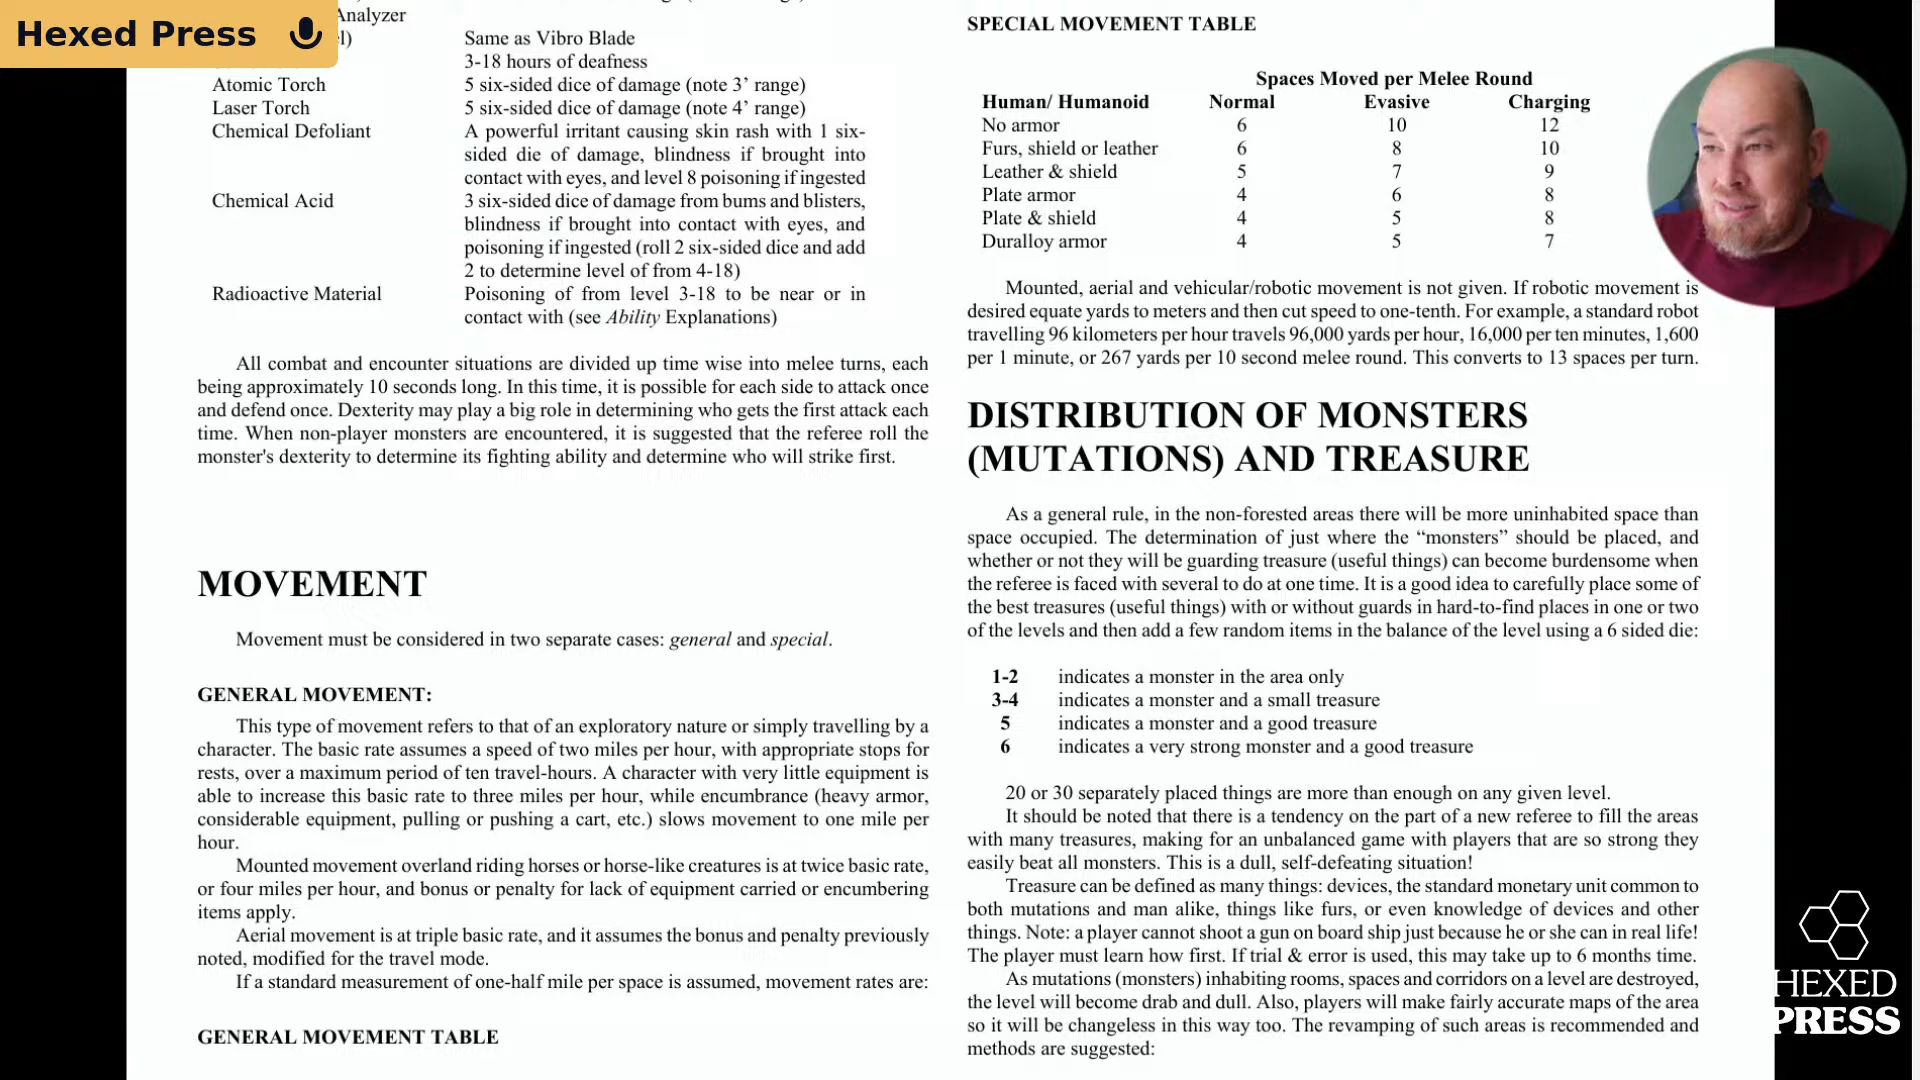 Hexed Press
Analyzer
Same as Vibro Blade
3-18 hours of deafness
Atomic Torch 5 six-sided dice of damage (note 3’ range)
Laser Torch 5 six-sided dice of damage (note 4’ range)
Chemical Defoliant A powerful irritant causing skin rash with 1 six-
sided die of damage, blindness if brought into
contact with eyes, and level 8 poisoning if ingested
Chemical Acid 3 six-sided dice of damage from bums and blisters,
blindness if brought into contact with eyes, and
poisoning if ingested (roll 2 six-sided dice and add
2 to determine level of from 4-18)
Radioactive Material Poisoning of from level 3-18 to be near or in
contact with (see Ability Explanations)
All combat and encounter situations are divided up time wise into melee turns, each
being approximately 10 seconds long. In this time, it is possible for each side to attack once
and defend once. Dexterity may play a big role in determining who gets the first attack each
time. When non-player monsters are encountered, it is suggested that the referee roll the
monster's dexterity to determine its fighting ability and determine who will strike first.
MOVEMENT
Movement must be considered in two separate cases: general and special.
GENERAL MOVEMENT:
This type of movement refers to that of an exploratory nature or simply travelling by a
character. The basic rate assumes a speed of two miles per hour, with appropriate stops for
rests, over a maximum period of ten travel-hours. A character with very little equipment is
able to increase this basic rate to three miles per hour, while encumbrance (heavy armor,
considerable equipment, pulling or pushing a cart, etc.) slows movement to one mile per
hour.
Mounted movement overland riding horses or horse-like creatures is at twice basic rate,
or four miles per hour, and bonus or penalty for lack of equipment carried or encumbering
items apply.
Aerial movement is at triple basic rate, and it assumes the bonus and penalty previously
noted, modified for the travel mode.
If a standard measurement of one-half mile per space is assumed, movement rates are:
GENERAL MOVEMENT TABLE
SPECIAL MOVEMENT TABLE
Spaces Moved per Melee Round
Human/ Humanoid Normal Evasive Charging
No armor 6 10 12
Furs, shield or leather 6 8 10
Leather & shield 5 7 9
Plate armor 4 6 8
Plate & shield 4 5 8
Duralloy armor 4 5 7
Mounted, aerial and vehicular/robotic movement is not given. If robotic movement is
desired equate yards to meters and then cut speed to one-tenth. For example, a standard robot
travelling 96 kilometers per hour travels 96,000 yards per hour, 16,000 per ten minutes, 1,600
per 1 minute, or 267 yards per 10 second melee round. This converts to 13 spaces per turn.
DISTRIBUTION OF MONSTERS
(MUTATIONS) AND TREASURE
As a general rule, in the non-forested areas there will be more uninhabited space than
space occupied. The determination of just where the “monsters” should be placed, and
whether or not they will be guarding treasure (useful things) can become burdensome when
the referee is faced with several to do at one time. It is a good idea to carefully place some of
the best treasures (useful things) with or without guards in hard-to-find places in one or two
of the levels and then add a few random items in the balance of the level using a 6 sided die:
1-2 indicates a monster in the area only
3-4 indicates a monster and a small treasure
5 indicates a monster and a good treasure
6 indicates a very strong monster and a good treasure
20 or 30 separately placed things are more than enough on any given level.
It should be noted that there is a tendency on the part of a new referee to fill the areas
with many treasures, making for an unbalanced game with players that are so strong they
easily beat all monsters. This is a dull, self-defeating situation!
Treasure can be defined as many things: devices, the standard monetary unit common to
both mutations and man alike, things like furs, or even knowledge of devices and other
things. Note: a player cannot shoot a gun on board ship just because he or she can in real life!
The player must learn how first. If trial & error is used, this may take up to 6 months time.
As mutations (monsters) inhabiting rooms, spaces and corridors on a level are destroyed,
the level will become drab and dull. Also, players will make fairly accurate maps of the area
so it will be changeless in this way too. The revamping of such areas is recommended and
methods are suggested:
HEXED
PRESS